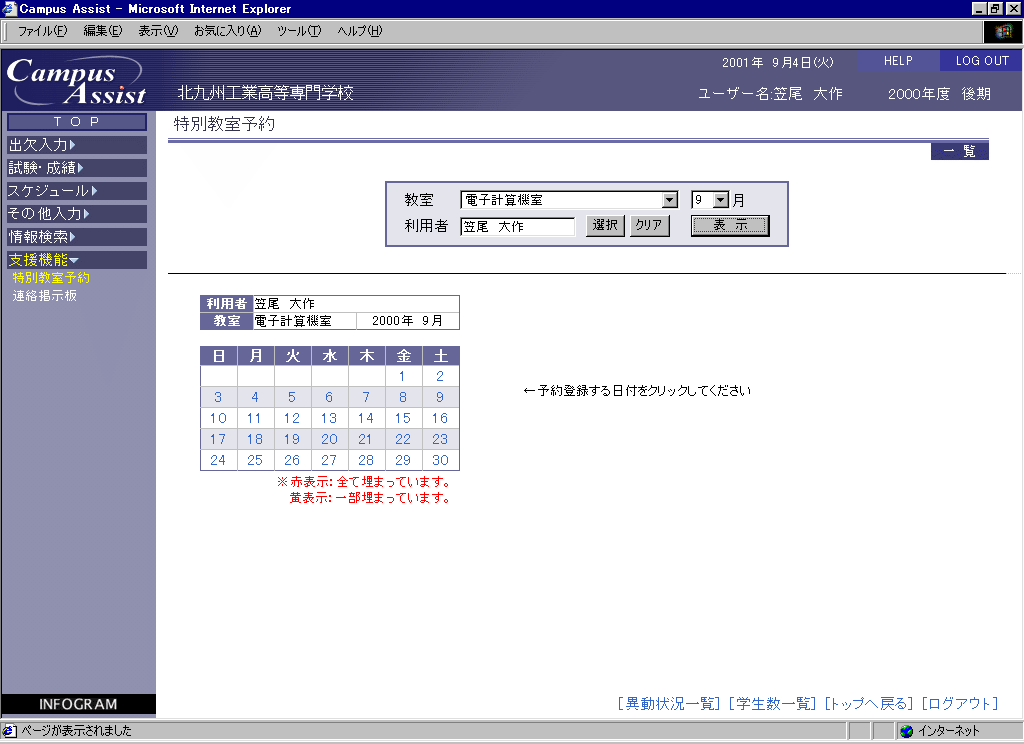 Campus Assist - Microsoft Internet Explorer
ファイル(F) 編集(E) 表示(V) お気に入り(A) ツール(T) ヘルプ(H)
Campus Assist
2001年 9月4日(火) HELP LOG OUT
北九州工業高等専門学校 ユーザー名:笠尾 大作 2000年度 後期
TOP
出欠入力
試験・成績
スケジュール
その他入力
情報検索
支援機能
特別教室予約
連絡掲示板
INFOGRAM
特別教室予約
一 覧
教室 電子計算機室 9 月
利用者 笠尾 大作 選択 クリア 表 示
利用者 笠尾 大作
教室 電子計算機室 2000年 9月
日 月 火 水 木 金 土
1 2
3 4 5 6 7 8 9
10 11 12 13 14 15 16
17 18 19 20 21 22 23
24 25 26 27 28 29 30
※赤表示:全て埋まっています。
黄表示:一部埋まっています。
←予約登録する日付をクリックしてください
[異動状況一覧] [学生数一覧] [トップへ戻る] [ログアウト]
ページが表示されました インターネット